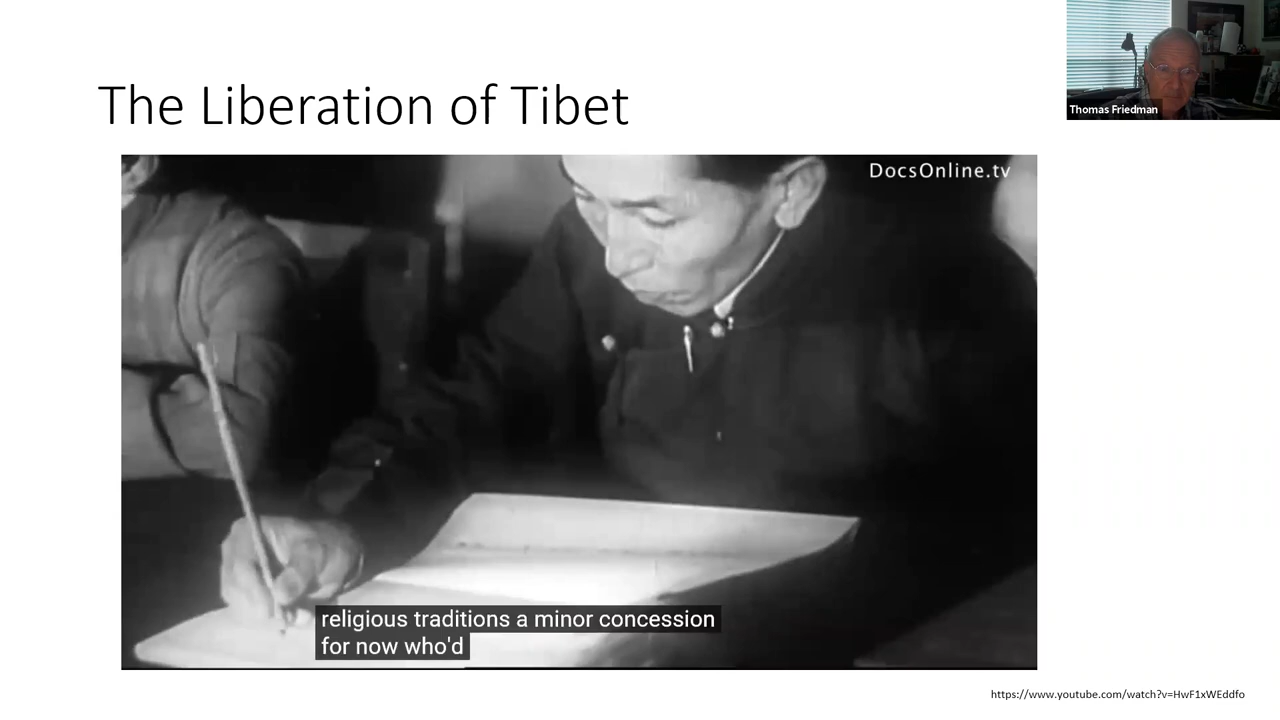 The Liberation of Tibet
Thomas Friedman
DocsOnline.tv
religious traditions a minor concession
for now who'd
https://www.youtube.com/watch?v=HwF1xWEddfo